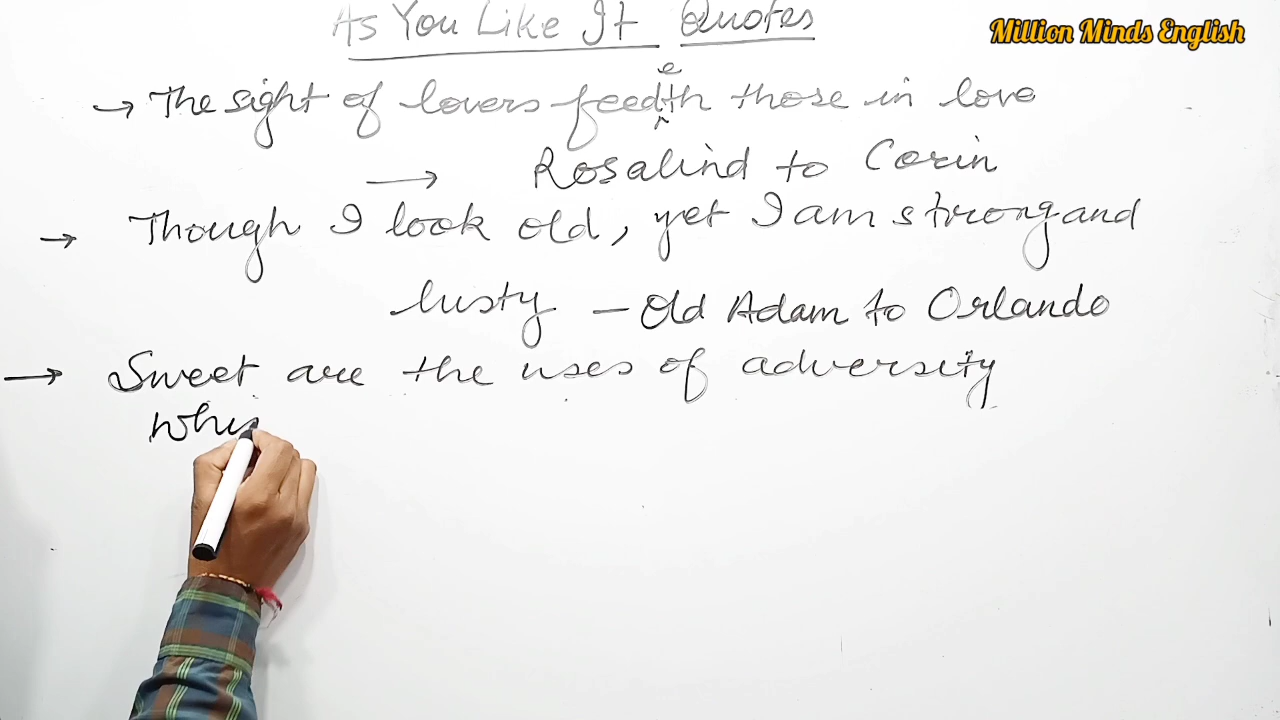 As You Like It Quotes
Million Minds English
e
→ The sight of lovers feedth those in love
→ Rosalind to Corin
→ Though I look old, yet I am strong and
lusty – Old Adam to Orlando
→ Sweet are the uses of adversity